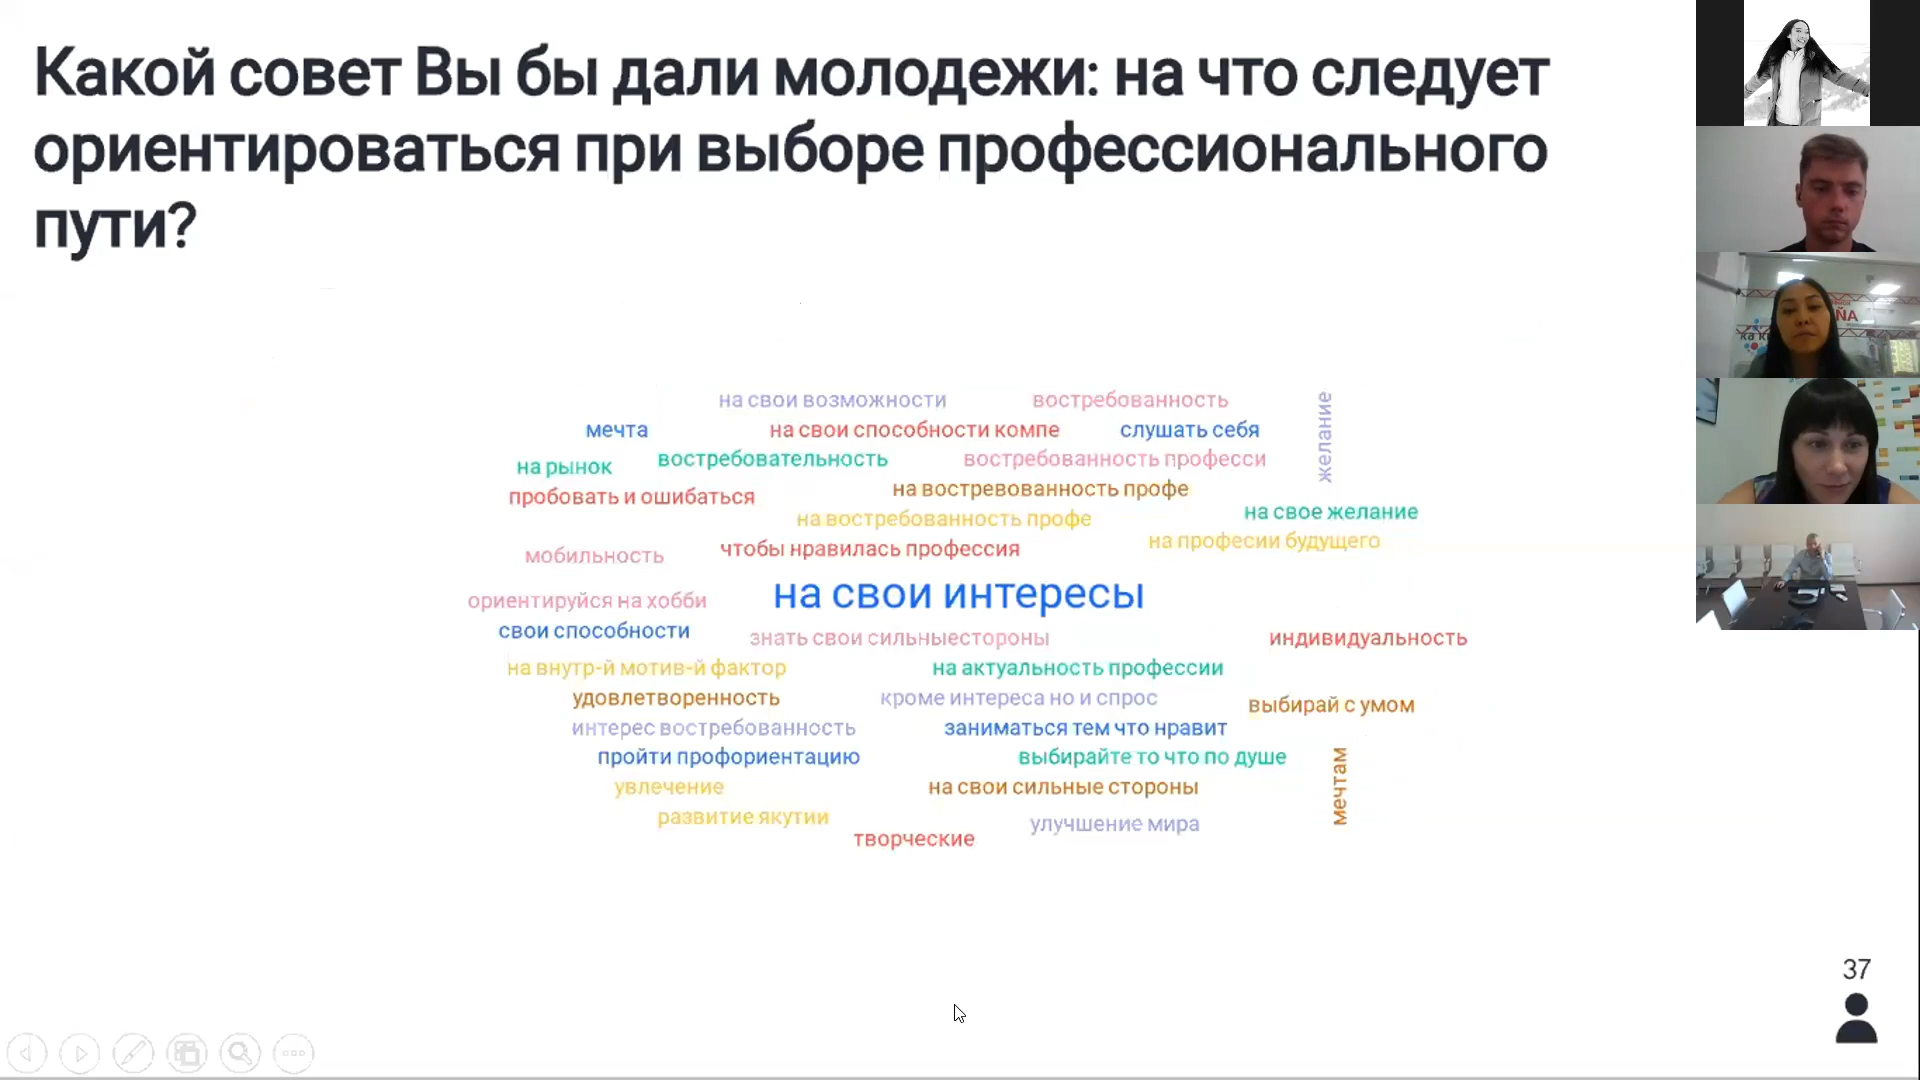 Какой совет Вы бы дали молодежи: на что следует
ориентироваться при выборе профессионального
пути?
на свои возможности
востребованность
желание
мечта
на свои способности компе
слушать себя
на рынок
востребовательность
востребованность професси
пробовать и ошибаться
на востревованность профе
на свое желание
на востребованность профе
на професии будущего
мобильность
чтобы нравилась профессия
на свои интересы
ориентируйся на хобби
свои способности
знать свои сильныестороны
индивидуальность
на внутр-й мотив-й фактор
на актуальность профессии
удовлетворенность
кроме интереса но и спрос
выбирай с умом
интерес востребованность
заниматься тем что нравит
пройти профориентацию
выбирайте то что по душе
мечтам
увлечение
на свои сильные стороны
развитие якутии
улучшение мира
творческие
37